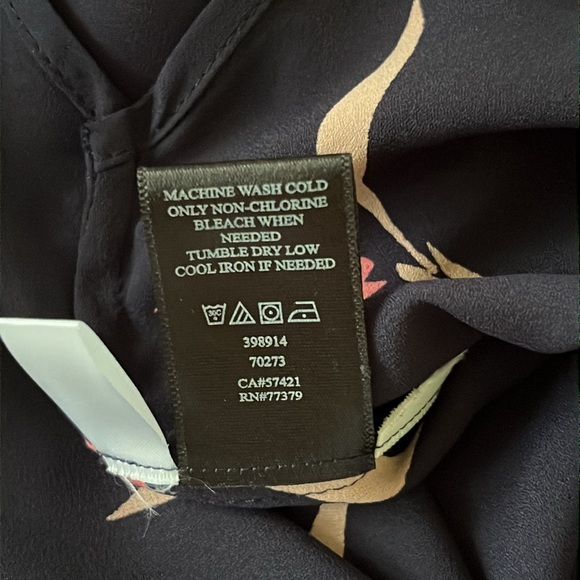 MACHINE WASH COLD
ONLY NON-CHLORINE
BLEACH WHEN
NEEDED
TUMBLE DRY LOW
COOL IRON IF NEEDED
30C
398914
70273
CA#57421
RN#77379